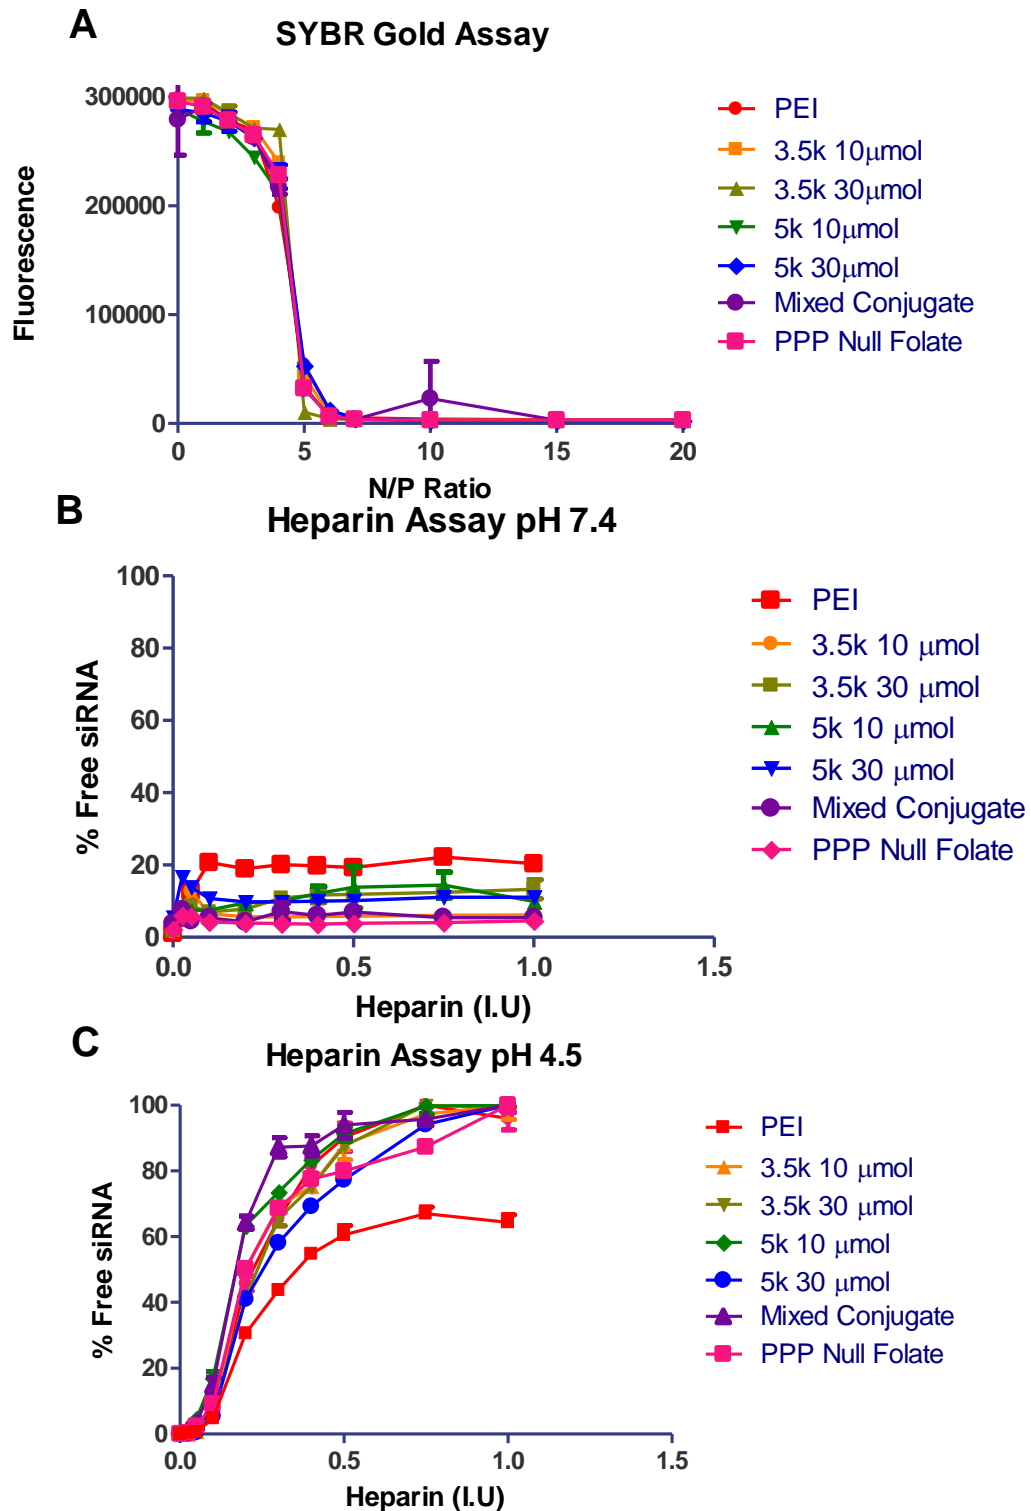 A
SYBR Gold Assay
300000
200000
100000
0
Fluorescence
0 5 10 15 20
N/P Ratio
PEI
3.5k 10μmol
3.5k 30μmol
5k 10μmol
5k 30μmol
Mixed Conjugate
PPP Null Folate
B
Heparin Assay pH 7.4
100
80
60
40
20
0
% Free siRNA
0.0 0.5 1.0 1.5
Heparin (I.U)
PEI
3.5k 10 μmol
3.5k 30 μmol
5k 10 μmol
5k 30 μmol
Mixed Conjugate
PPP Null Folate
C
Heparin Assay pH 4.5
100
80
60
40
20
0
% Free siRNA
0.0 0.5 1.0 1.5
Heparin (I.U)
PEI
3.5k 10 μmol
3.5k 30 μmol
5k 10 μmol
5k 30 μmol
Mixed Conjugate
PPP Null Folate